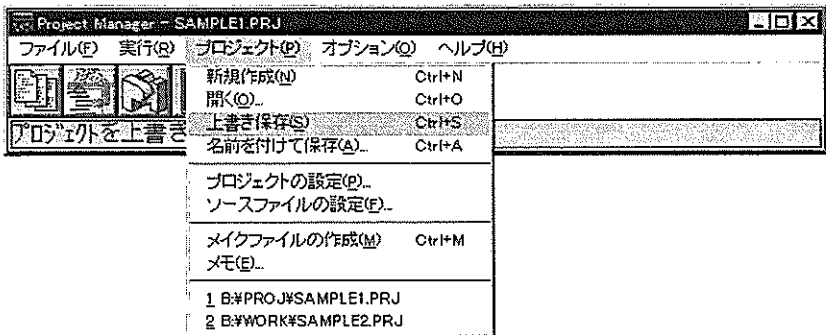 Project Manager - SAMPLE1.PRJ
ファイル(F) 実行(R) プロジェクト(P) オプション(O) ヘルプ(H)
新規作成(N) Ctrl+N
開く(O)... Ctrl+O
上書き保存(S) Ctrl+S
プロジェクトを上書き
名前を付けて保存(A)... Ctrl+A
プロジェクトの設定(P)...
ソースファイルの設定(F)...
メイクファイルの作成(M) Ctrl+M
メモ(E)...
1 B:¥PROJ¥SAMPLE1.PRJ
2 B:¥WORK¥SAMPLE2.PRJ